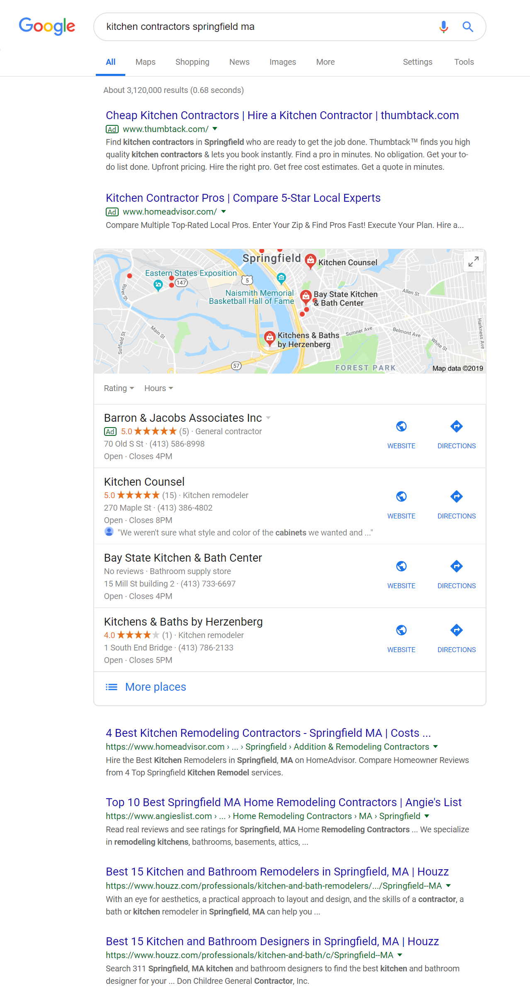 Google
kitchen contractors springfield ma
All Maps Shopping News Images More Settings Tools
About 3,120,000 results (0.68 seconds)
Cheap Kitchen Contractors | Hire a Kitchen Contractor | thumbtack.com
Ad www.thumbtack.com/
Find kitchen contractors in Springfield who are ready to get the job done. Thumbtack™ finds you high
quality kitchen contractors & lets you book instantly. Find a pro in minutes. No obligation. Get your to-
do list done. Upfront pricing. Hire the right pro. Get free cost estimates. Get a quote in minutes.
Kitchen Contractor Pros | Compare 5-Star Local Experts
Ad www.homeadvisor.com/
Compare Multiple Top-Rated Local Pros. Enter Your Zip & Find Pros Fast! Execute Your Plan. Hire a...
Springfield
Kitchen Counsel
Eastern States Exposition
147
5
River St
Naismith Memorial
Basketball Hall of Fame
Bay State Kitchen
& Bath Center
Allen St
Main St
Suffield St
Kitchens & Baths
by Herzenberg
Sumner Ave
Belmont Ave
White St
Harkness Ave
57
FOREST PARK
Map data ©2019
Rating Hours
Barron & Jacobs Associates Inc
Ad 5.0 (5) · General contractor
70 Old S St · (413) 586-8998
Open · Closes 4PM
WEBSITE DIRECTIONS
Kitchen Counsel
5.0 (15) · Kitchen remodeler
270 Maple St · (413) 386-4802
Open · Closes 8PM
"We weren't sure what style and color of the cabinets we wanted and ..."
WEBSITE DIRECTIONS
Bay State Kitchen & Bath Center
No reviews · Bathroom supply store
15 Mill St building 2 · (413) 733-6697
Open · Closes 4PM
WEBSITE DIRECTIONS
Kitchens & Baths by Herzenberg
4.0 (1) · Kitchen remodeler
1 South End Bridge · (413) 786-2133
Open · Closes 5PM
WEBSITE DIRECTIONS
More places
4 Best Kitchen Remodeling Contractors - Springfield MA | Costs ...
https://www.homeadvisor.com › ... › Springfield › Addition & Remodeling Contractors
Hire the Best Kitchen Remodelers in Springfield, MA on HomeAdvisor. Compare Homeowner Reviews
from 4 Top Springfield Kitchen Remodel services.
Top 10 Best Springfield MA Home Remodeling Contractors | Angie's List
https://www.angieslist.com › ... › Home Remodeling Contractors › MA › Springfield
Read real reviews and see ratings for Springfield, MA Home Remodeling Contractors ... We specialize
in remodeling kitchens, bathrooms, basements, attics, ...
Best 15 Kitchen and Bathroom Remodelers in Springfield, MA | Houzz
https://www.houzz.com/professionals/kitchen-and-bath-remodelers/.../Springfield--MA
With an eye for aesthetics, a practical approach to layout and design, and the skills of a contractor, a
bath or kitchen remodeler in Springfield, MA can help you ...
Best 15 Kitchen and Bathroom Designers in Springfield, MA | Houzz
https://www.houzz.com/professionals/kitchen-and-bath/c/Springfield--MA
Search 311 Springfield, MA kitchen and bathroom designers to find the best kitchen and bathroom
designer for your ... Don Childree General Contractor, Inc.